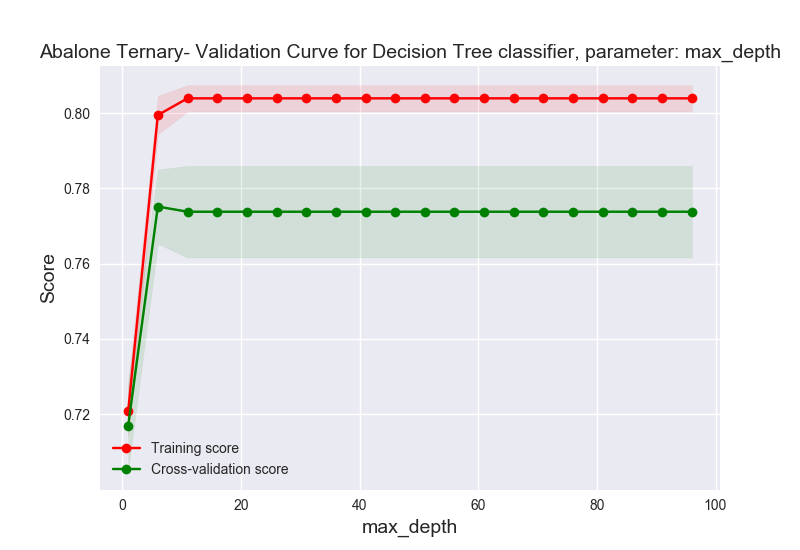 Abalone Ternary- Validation Curve for Decision Tree classifier, parameter: max_depth
0.80
0.78
0.76
0.74
0.72
Score
Training score
Cross-validation score
0 20 40 60 80 100
max_depth